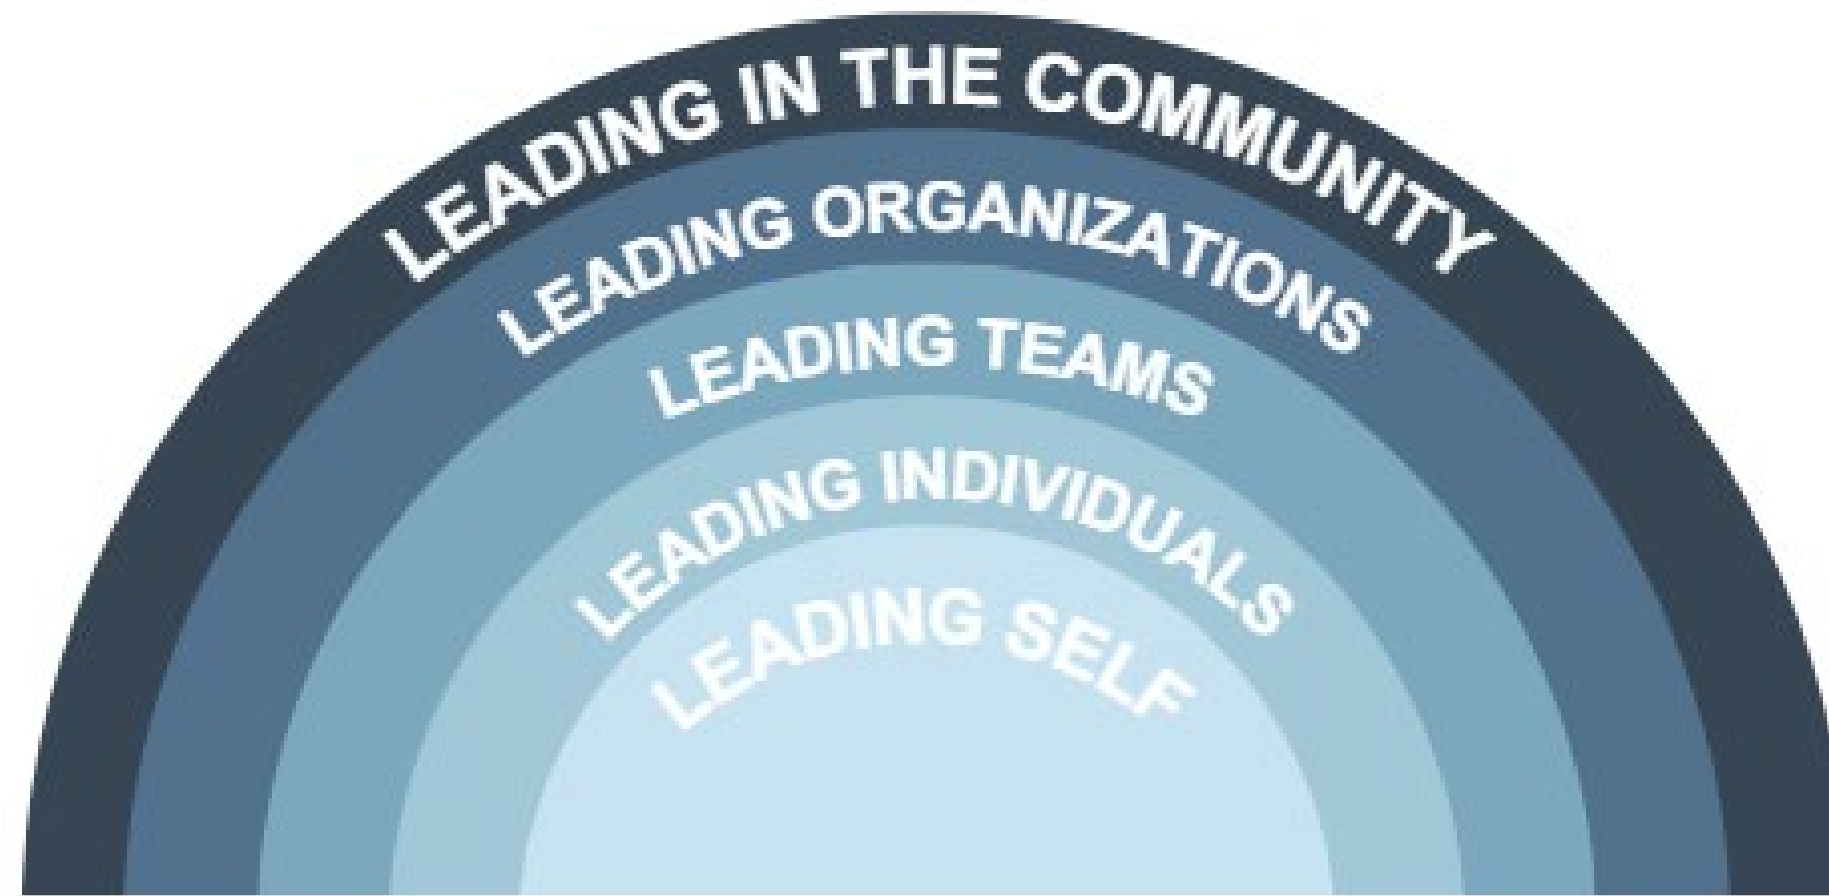 LEADING IN THE COMMUNITY
LEADING ORGANIZATIONS
LEADING TEAMS
LEADING INDIVIDUALS
LEADING SELF